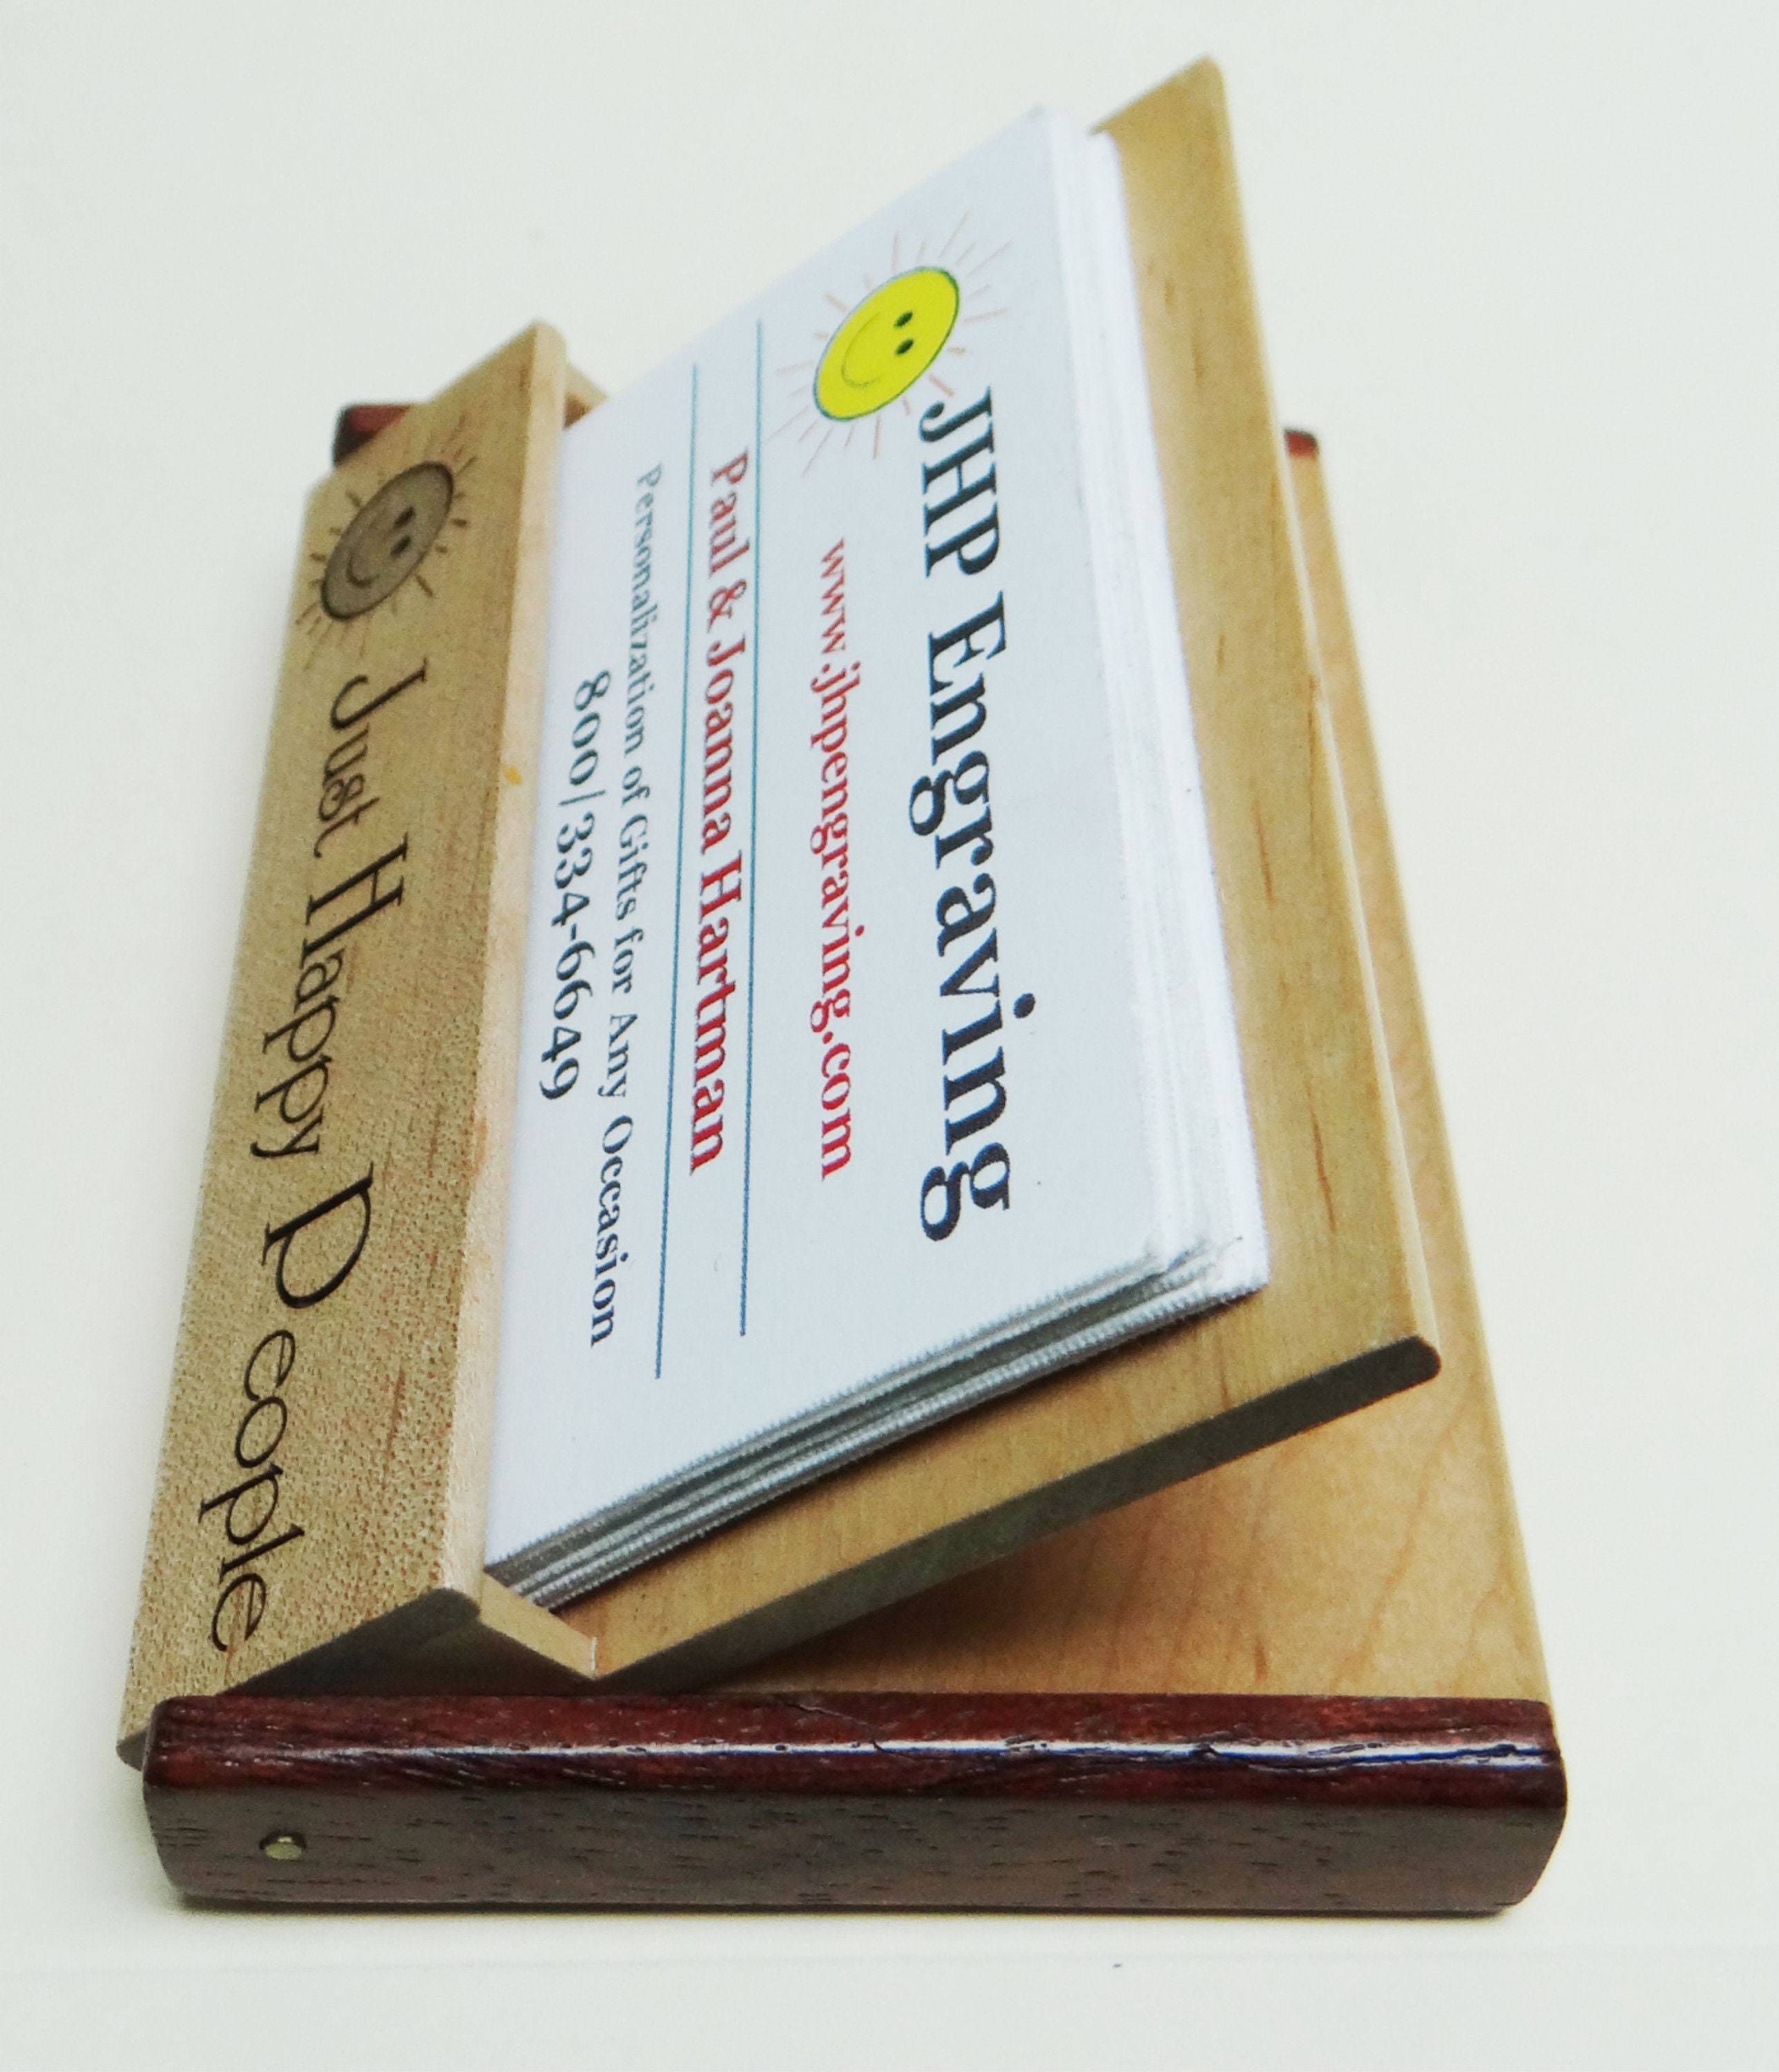 JHP Engraving
www.jhpengraving.com
Paul & Joanna Hartman
Personalization of Gifts for Any Occasion
800/334-6649
Just Happy People